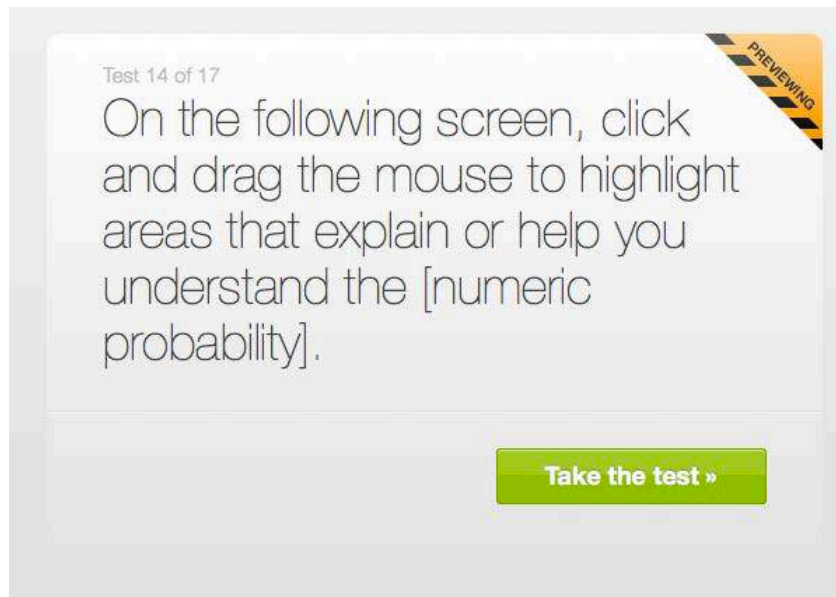 PREVIEWING
Test 14 of 17
On the following screen, click
and drag the mouse to highlight
areas that explain or help you
understand the [numeric
probability].
Take the test »